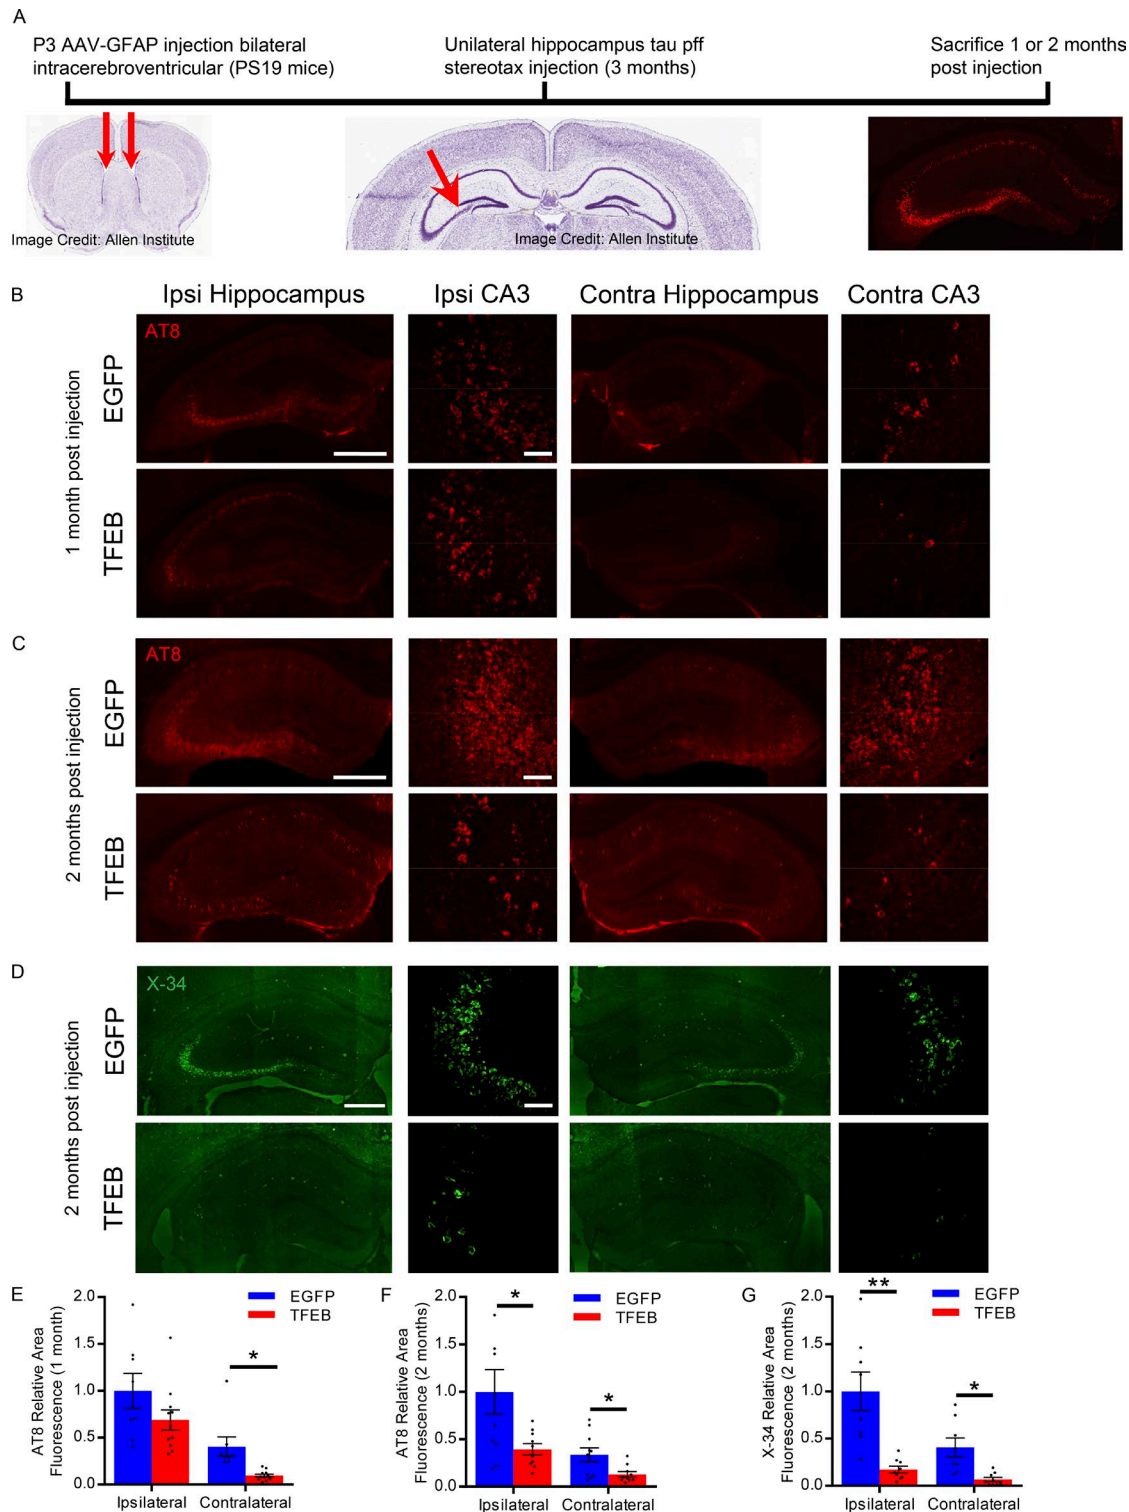 A
P3 AAV-GFAP injection bilateral
intracerebroventricular (PS19 mice)
Unilateral hippocampus tau pff
stereotax injection (3 months)
Sacrifice 1 or 2 months
post injection
Image Credit: Allen Institute
Image Credit: Allen Institute
B
Ipsi Hippocampus
Ipsi CA3
Contra Hippocampus
Contra CA3
1 month post injection
EGFP
AT8
TFEB
C
2 months post injection
EGFP
AT8
TFEB
D
2 months post injection
EGFP
X-34
TFEB
E
AT8 Relative Area
Fluorescence (1 month)
2.0
1.5
1.0
0.5
0.0
EGFP
TFEB
*
Ipsilateral
Contralateral
F
AT8 Relative Area
Fluorescence (2 months)
2.0
1.5
1.0
0.5
0.0
*
EGFP
TFEB
*
Ipsilateral
Contralateral
G
X-34 Relative Area
Fluorescence (2 months)
2.0
1.5
1.0
0.5
0.0
**
EGFP
TFEB
*
Ipsilateral
Contralateral